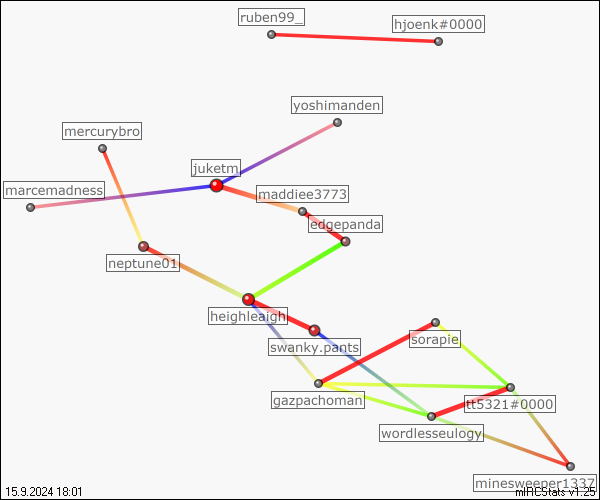 ruben99_
hjoenk#0000
yoshimanden
mercurybro
juketm
marcemadness
maddiee3773
edgepanda
neptune01
heighleaigh
swanky.pants
sorapie
gazpachoman
tt5321#0000
wordlesseulogy
minesweeper1337
15.9.2024 18:01
mIRCStats v1.25